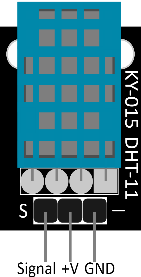 KY-015 DHT-11
S
Signal +V GND